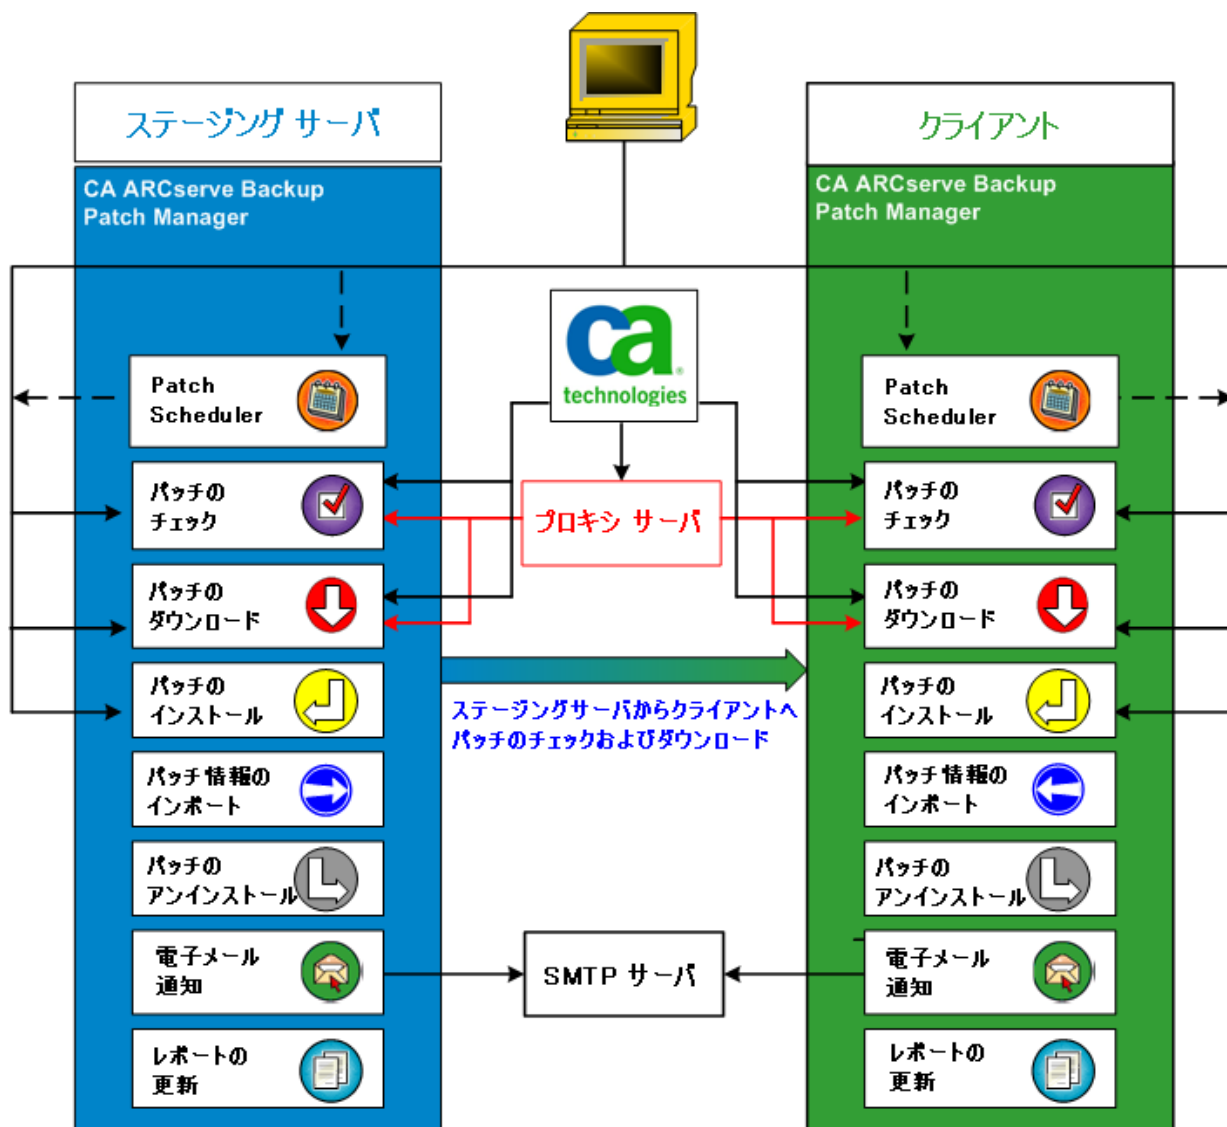 ステージング サーバ
CA ARCserve Backup
Patch Manager
Patch
Scheduler
パッチの
チェック
パッチの
ダウンロード
パッチの
インストール
パッチ情報の
インポート
パッチの
アンインストール
電子メール
通知
レポートの
更新
ca
technologies
プロキシ サーバ
ステージングサーバからクライアントへ
パッチのチェックおよびダウンロード
SMTP サーバ
クライアント
CA ARCserve Backup
Patch Manager
Patch
Scheduler
パッチの
チェック
パッチの
ダウンロード
パッチの
インストール
パッチ情報の
インポート
パッチの
アンインストール
電子メール
通知
レポートの
更新